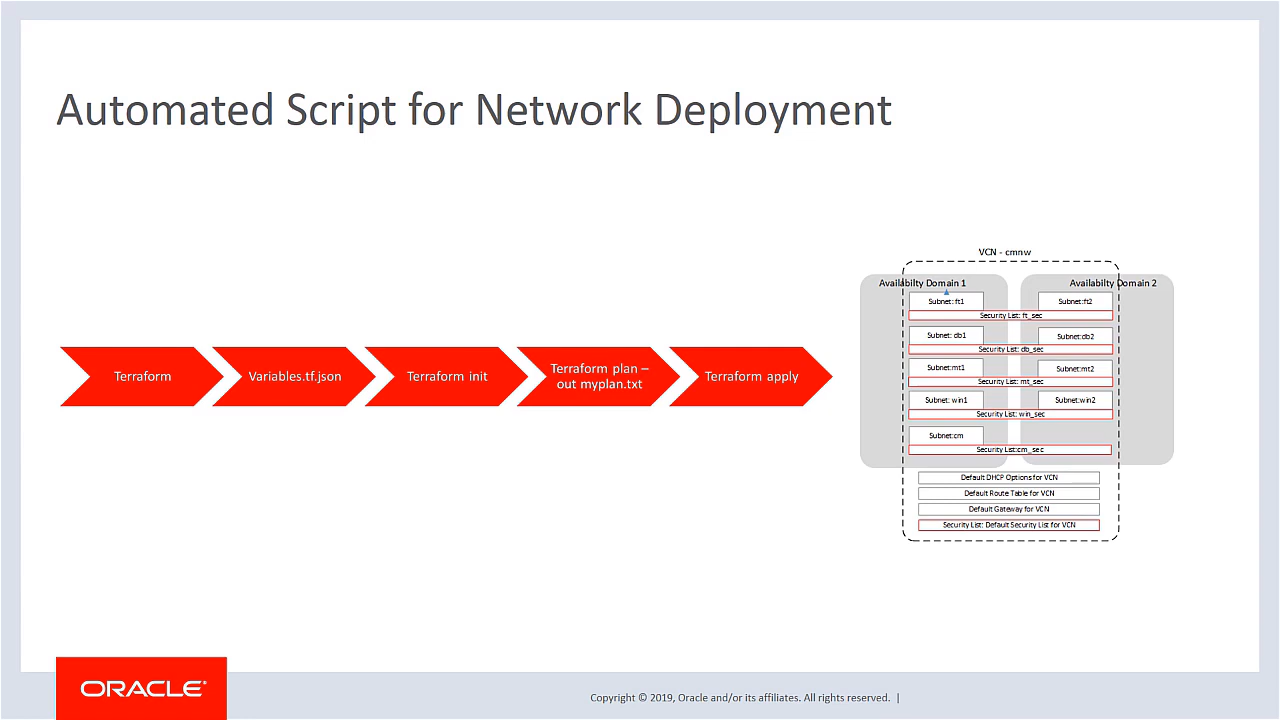 Automated Script for Network Deployment
Terraform
Variables.tf.json
Terraform init
Terraform plan –
out myplan.txt
Terraform apply
VCN - cmnw
Availabilty Domain 1
Availabilty Domain 2
Subnet: ft1
Subnet:ft2
Security List: ft_sec
Subnet: db1
Subnet:db2
Security List: db_sec
Subnet:mt1
Subnet:mt2
Security List: mt_sec
Subnet: win1
Subnet:win2
Security List: win_sec
Subnet:cm
Security List:cm_sec
Default DHCP Options for VCN
Default Route Table for VCN
Default Gateway for VCN
Security List: Default Security List for VCN
ORACLE®
Copyright © 2019, Oracle and/or its affiliates. All rights reserved. |